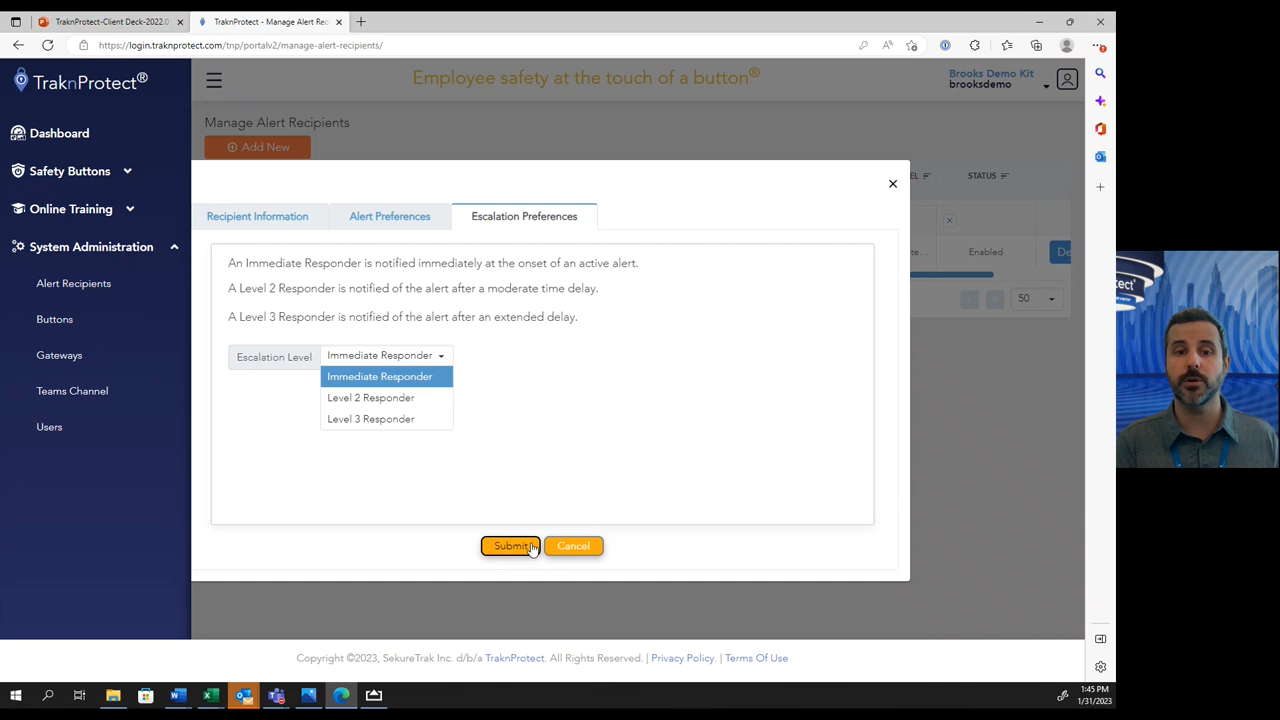 TraknProtect-Client Deck-2022.0
TraknProtect - Manage Alert Reci
https://login.traknprotect.com/tnp/portalv2/manage-alert-recipients/
TraknProtect®
Employee safety at the touch of a button®
Brooks Demo Kit
brooksdemo
Dashboard
Safety Buttons
Online Training
System Administration
Alert Recipients
Buttons
Gateways
Teams Channel
Users
Manage Alert Recipients
Add New
EL
STATUS
Recipient Information
Alert Preferences
Escalation Preferences
An Immediate Responder is notified immediately at the onset of an active alert.
A Level 2 Responder is notified of the alert after a moderate time delay.
A Level 3 Responder is notified of the alert after an extended delay.
Escalation Level
Immediate Responder
Immediate Responder
Level 2 Responder
Level 3 Responder
Submit
Cancel
te...
Enabled
De
50
Copyright ©2023, SekureTrak Inc. d/b/a TraknProtect. All Rights Reserved. | Privacy Policy. | Terms Of Use
1:45 PM
1/31/2023